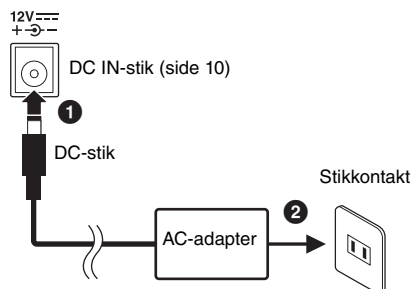 12V
DC IN-stik (side 10)
1
DC-stik
Stikkontakt
2
AC-adapter